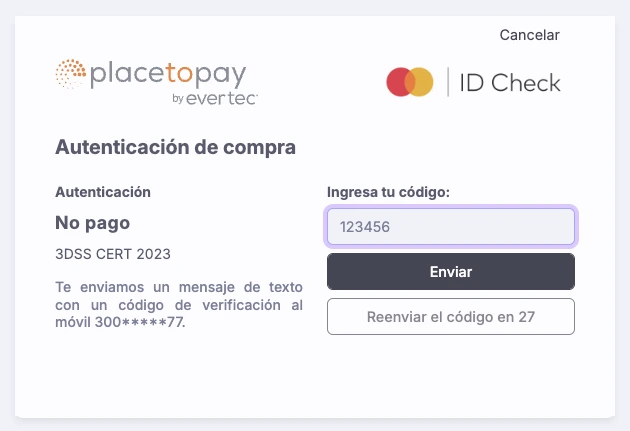 Cancelar
placetopay
by evertec
ID Check
Autenticación de compra
Autenticación
No pago
3DSS CERT 2023
Te enviamos un mensaje de texto
con un código de verificación al
móvil 300*****77.
Ingresa tu código:
123456
Enviar
Reenviar el código en 27